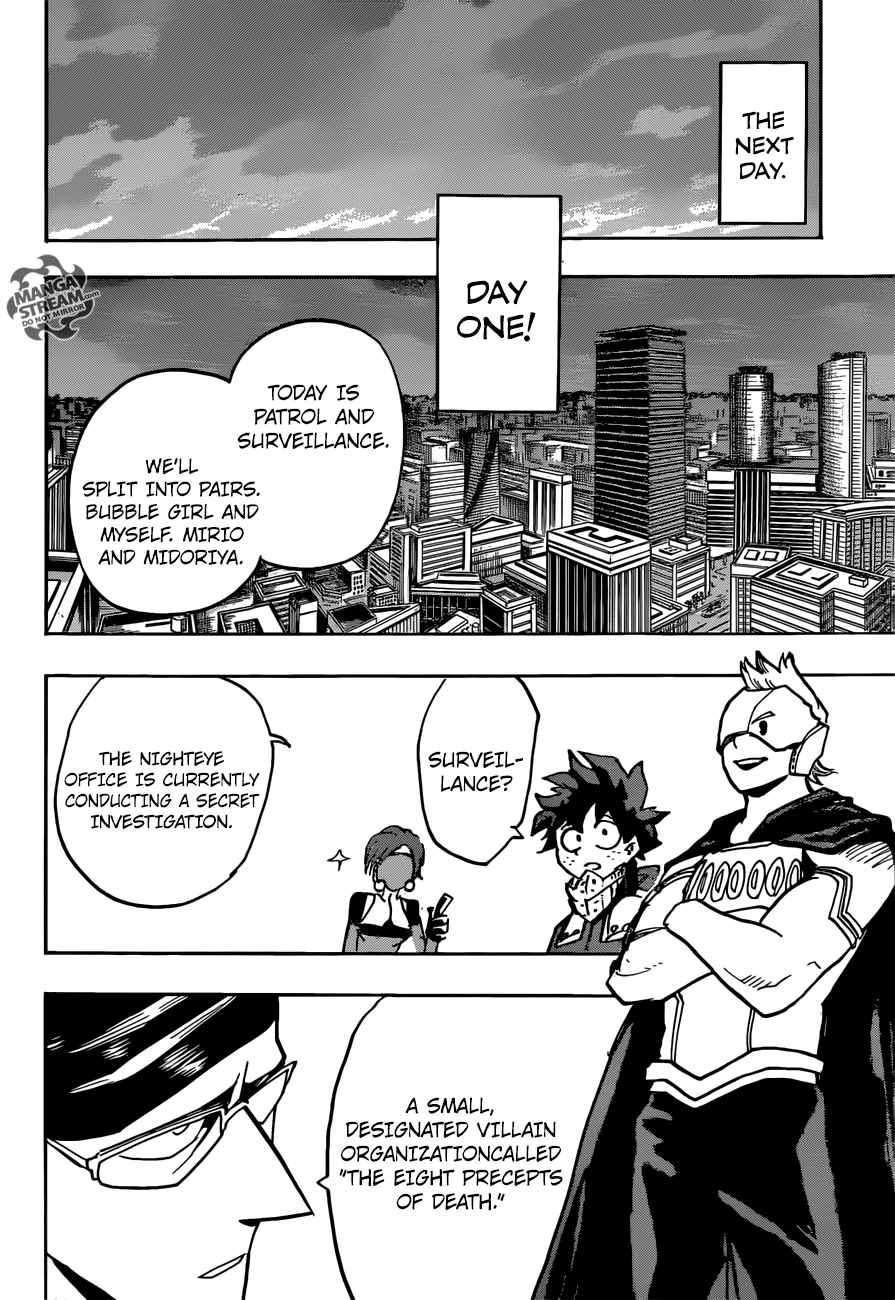 THE
NEXT
DAY.
DAY
ONE!
MANGA
STREAM.com
DO NOT MIRROR
TODAY IS
PATROL AND
SURVEILLANCE.
WE'LL
SPLIT INTO PAIRS.
BUBBLE GIRL AND
MYSELF. MIRIO
AND MIDORIYA.
SURVEIL-
LANCE?
THE NIGHTEYE
OFFICE IS CURRENTLY
CONDUCTING A SECRET
INVESTIGATION.
A SMALL,
DESIGNATED VILLAIN
ORGANIZATIONCALLED
"THE EIGHT PRECEPTS
OF DEATH."